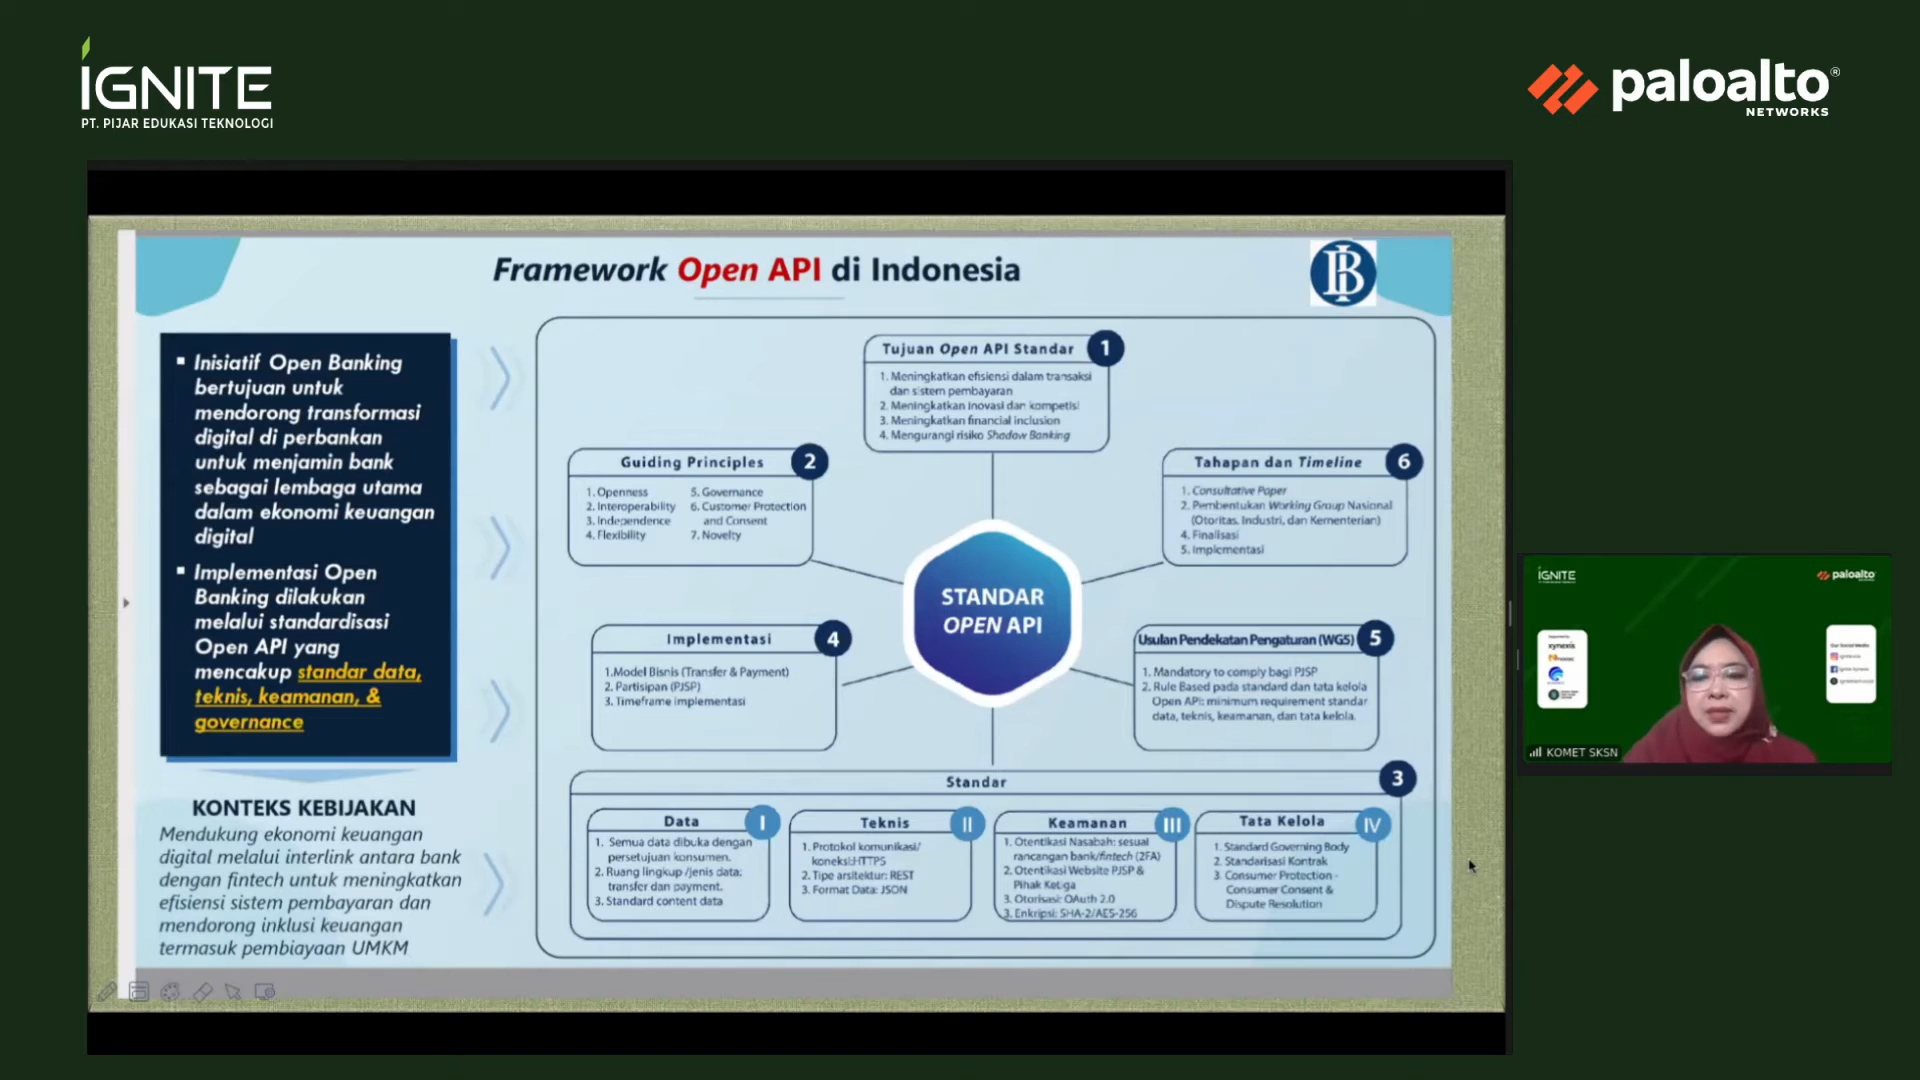 IGNITE
PT. PIJAR EDUKASI TEKNOLOGI
paloalto®
NETWORKS
Framework Open API di Indonesia
▪ Inisiatif Open Banking
bertujuan untuk
mendorong transformasi
digital di perbankan
untuk menjamin bank
sebagai lembaga utama
dalam ekonomi keuangan
digital
▪ Implementasi Open
Banking dilakukan
melalui standardisasi
Open API yang
mencakup standar data,
teknis, keamanan, &
governance
KONTEKS KEBIJAKAN
Mendukung ekonomi keuangan
digital melalui interlink antara bank
dengan fintech untuk meningkatkan
efisiensi sistem pembayaran dan
mendorong inklusi keuangan
termasuk pembiayaan UMKM
Tujuan Open API Standar 1
1. Meningkatkan efisiensi dalam transaksi
dan sistem pembayaran
2. Meningkatkan inovasi dan kompetisi
3. Meningkatkan financial inclusion
4. Mengurangi risiko Shadow Banking
Guiding Principles 2
1. Openness
2. Interoperability
3. Independence
4. Flexibility
5. Governance
6. Customer Protection
and Consent
7. Novelty
Tahapan dan Timeline 6
1. Consultative Paper
2. Pembentukan Working Group Nasional
(Otoritas, Industri, dan Kementerian)
4. Finalisasi
5. Implementasi
STANDAR
OPEN API
Implementasi 4
1.Model Bisnis (Transfer & Payment)
2. Partisipan (PJSP)
3. Timeframe implementasi
Usulan Pendekatan Pengaturan (WG5) 5
1. Mandatory to comply bagi PJSP
2. Rule Based pada standard dan tata kelola
Open API: minimum requirement standar
data, teknis, keamanan, dan tata kelola.
Standar 3
Data I
1. Semua data dibuka dengan
persetujuan konsumen.
2. Ruang lingkup /jenis data:
transfer dan payment.
3. Standard content data
Teknis II
1. Protokol komunikasi/
koneksi:HTTPS
2. Tipe arsitektur: REST
3. Format Data: JSON
Keamanan III
1. Otentikasi Nasabah: sesuai
rancangan bank/fintech (2FA)
2. Otentikasi Website PJSP &
Pihak Ketiga
3. Otorisasi: OAuth 2.0
3. Enkripsi: SHA-2/AES-256
Tata Kelola IV
1. Standard Governing Body
2. Standarisasi Kontrak
3. Consumer Protection -
Consumer Consent &
Dispute Resolution
IGNITE
paloalto
xynexis
Our Social Media
KOMET SKSN